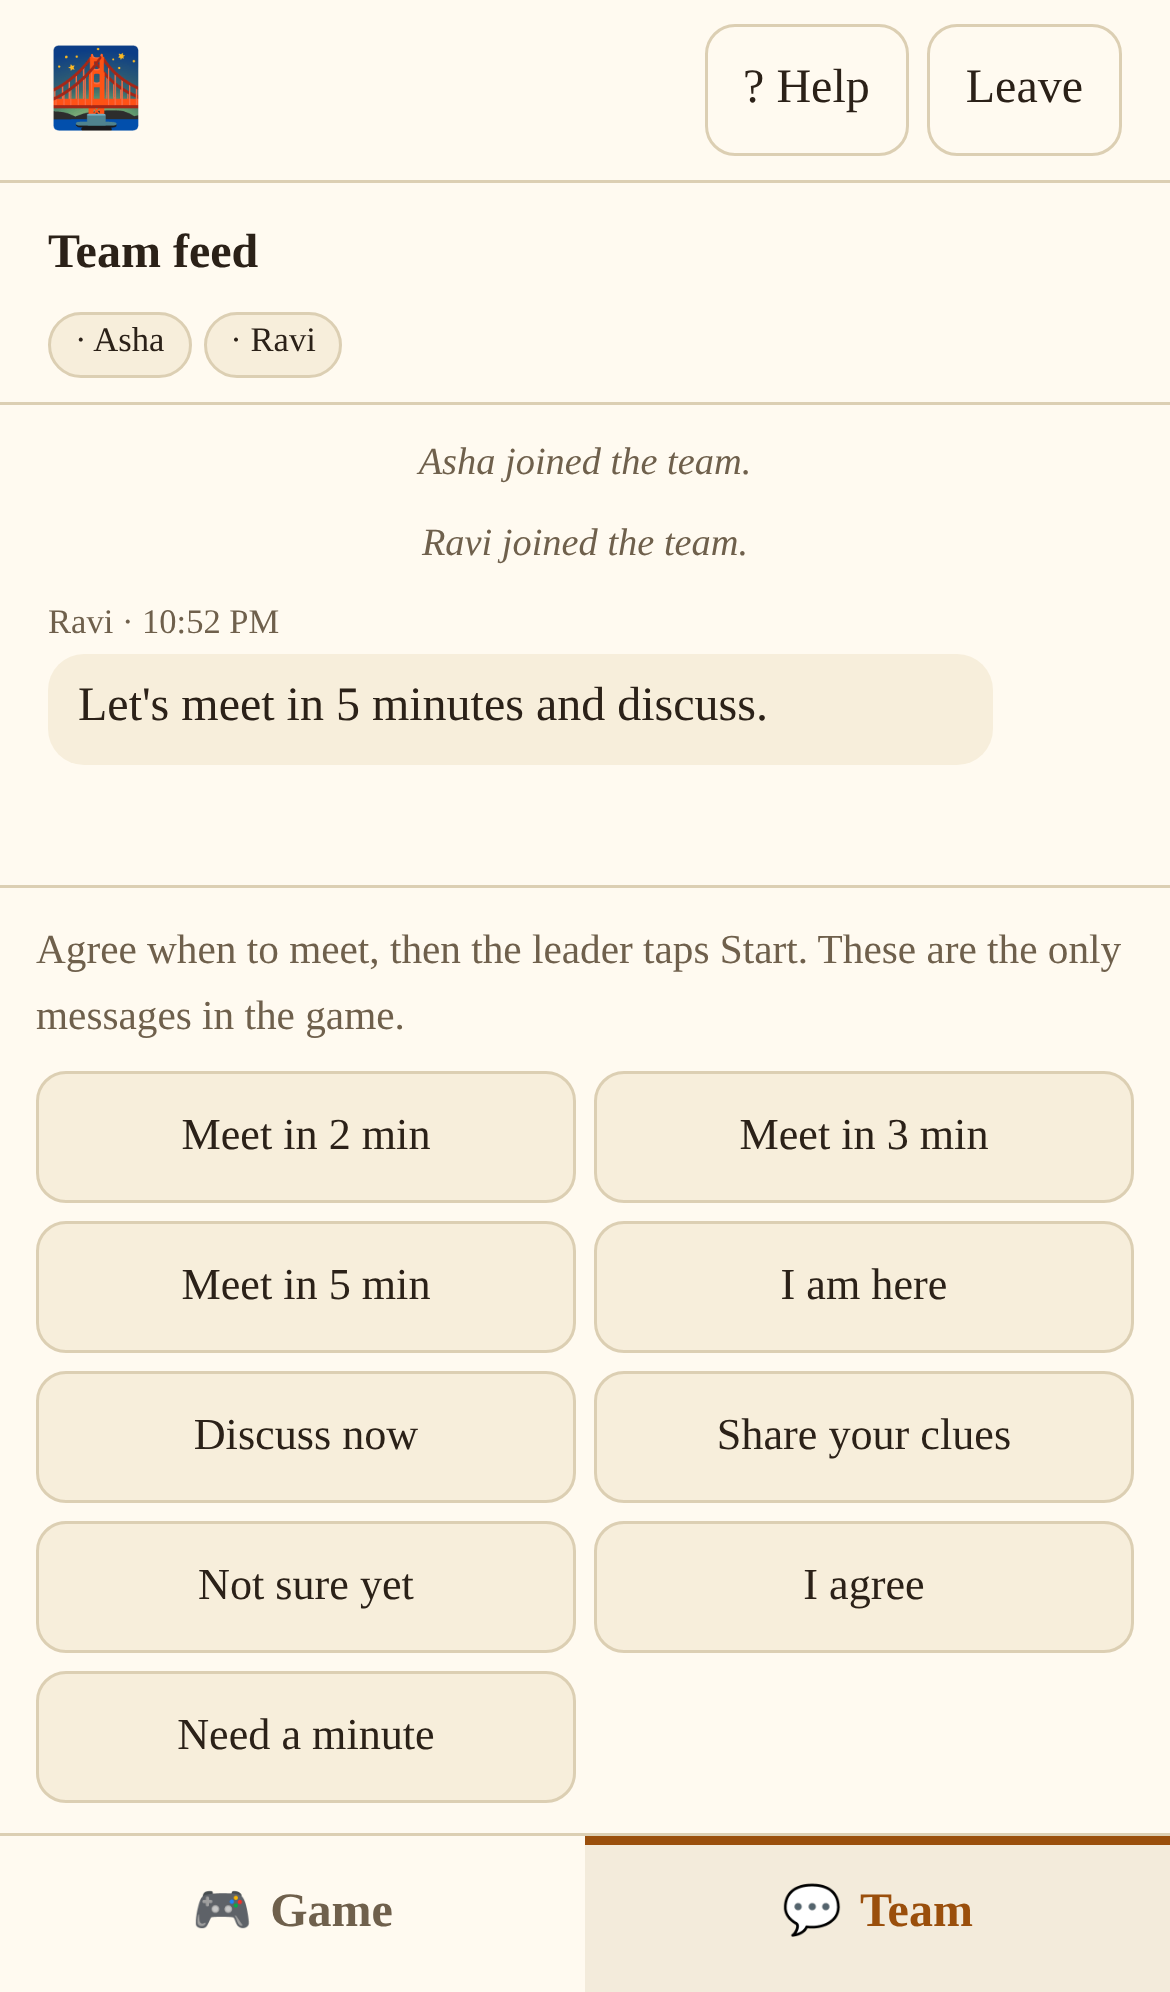 ? Help
Leave
Team feed
· Asha
· Ravi
Asha joined the team.
Ravi joined the team.
Ravi · 10:52 PM
Let's meet in 5 minutes and discuss.
Agree when to meet, then the leader taps Start. These are the only
messages in the game.
Meet in 2 min
Meet in 3 min
Meet in 5 min
I am here
Discuss now
Share your clues
Not sure yet
I agree
Need a minute
Game
Team